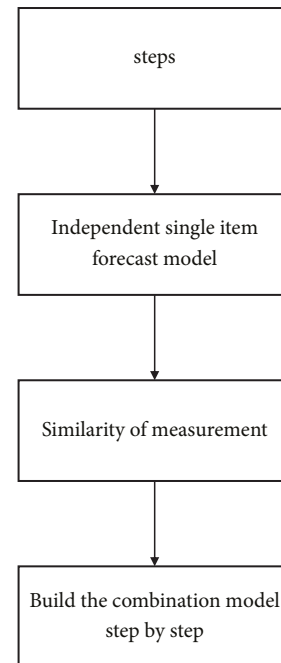 steps
Independent single item
forecast model
Similarity of measurement
Build the combination model
step by step